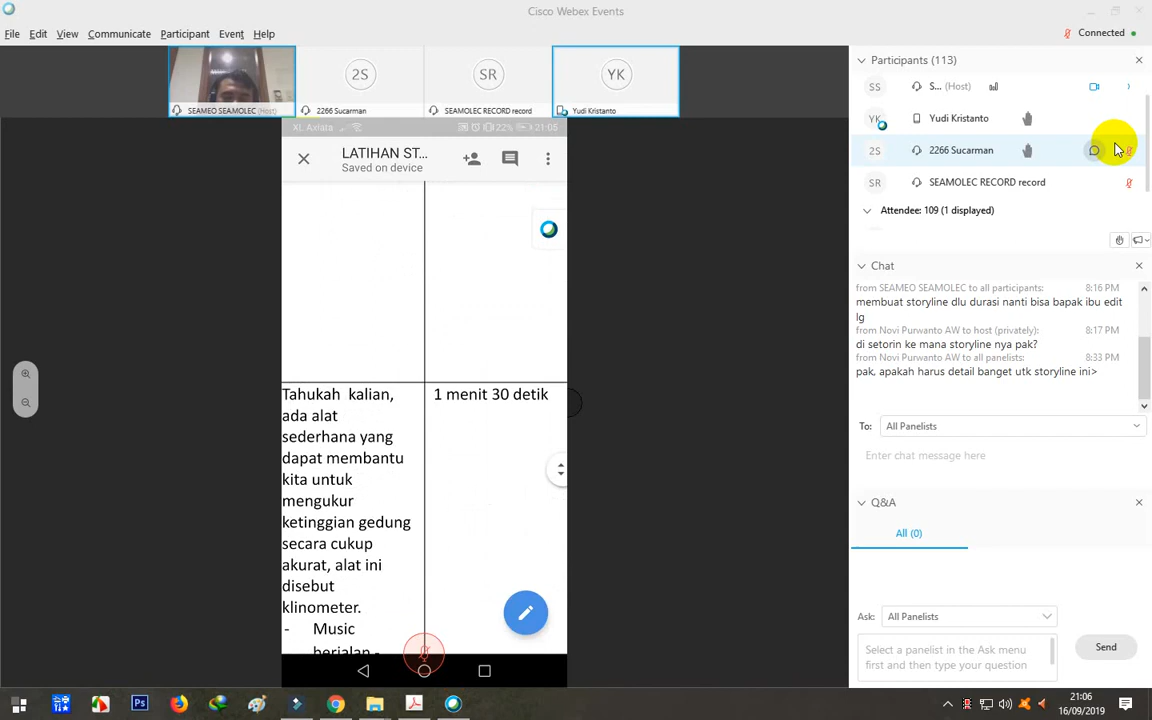 Cisco Webex Events
File Edit View Communicate Participant Event Help
Connected
SEAMEO SEAMOLEC (Host)
2S
2266 Sucarman
SR
SEAMOLEC RECORD record
YK
Yudi Kristanto
XL Axiata
22% 21:05
LATIHAN ST...
Saved on device
Tahukah kalian,
ada alat
sederhana yang
dapat membantu
kita untuk
mengukur
ketinggian gedung
secara cukup
akurat, alat ini
disebut
klinometer.
- Music
berjalan -
1 menit 30 detik
Participants (113)
SS S... (Host)
YK Yudi Kristanto
2S 2266 Sucarman
SR SEAMOLEC RECORD record
Attendee: 109 (1 displayed)
Chat
from SEAMEO SEAMOLEC to all participants: 8:16 PM
membuat storyline dlu durasi nanti bisa bapak ibu edit
lg
from Novi Purwanto AW to host (privately): 8:17 PM
di setorin ke mana storyline nya pak?
from Novi Purwanto AW to all panelists: 8:33 PM
pak, apakah harus detail banget utk storyline ini>
To: All Panelists
Enter chat message here
Q&A
All (0)
Ask: All Panelists
Select a panelist in the Ask menu
first and then type your question
Send
Ps
21:06
16/09/2019